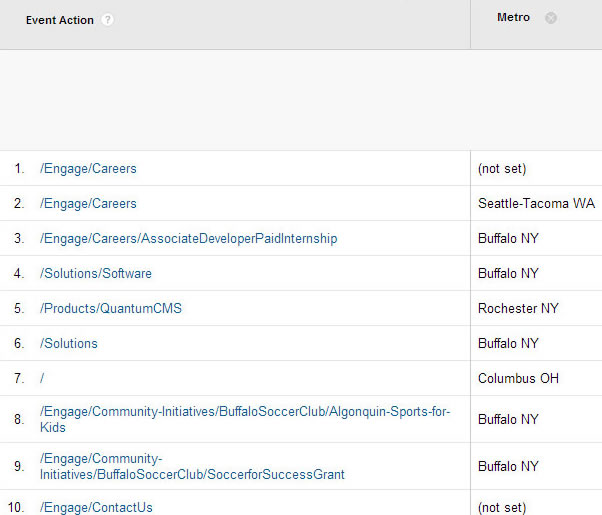 Event Action ? Metro
1. /Engage/Careers (not set)
2. /Engage/Careers Seattle-Tacoma WA
3. /Engage/Careers/AssociateDeveloperPaidInternship Buffalo NY
4. /Solutions/Software Buffalo NY
5. /Products/QuantumCMS Rochester NY
6. /Solutions Buffalo NY
7. / Columbus OH
8. /Engage/Community-Initiatives/BuffaloSoccerClub/Algonquin-Sports-for-
Kids Buffalo NY
9. /Engage/Community-
Initiatives/BuffaloSoccerClub/SoccerforSuccessGrant Buffalo NY
10. /Engage/ContactUs (not set)